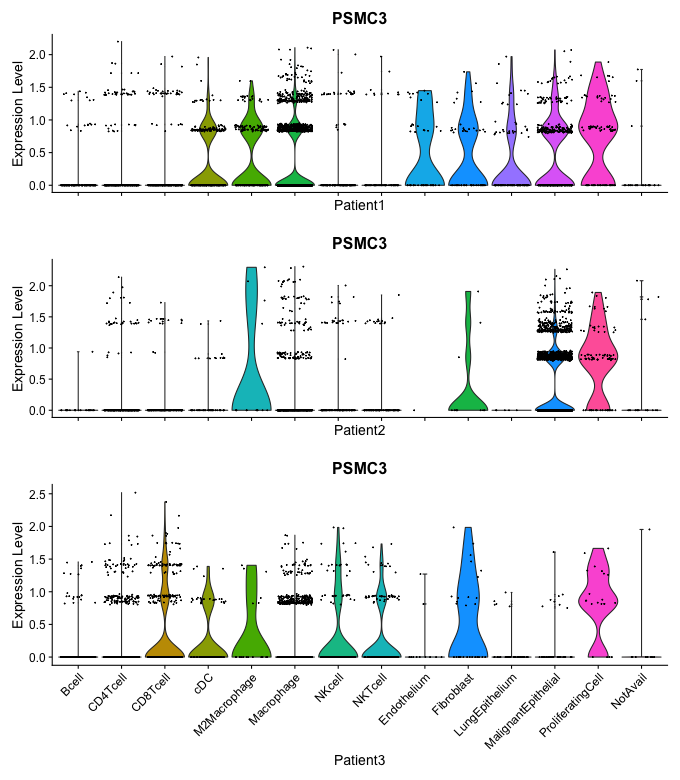 PSMC3
Expression Level
2.0
1.5
1.0
0.5
0.0
Patient1
PSMC3
Expression Level
2.0
1.5
1.0
0.5
0.0
Patient2
PSMC3
Expression Level
2.5
2.0
1.5
1.0
0.5
0.0
Bcell
CD4Tcell
CD8Tcell
cDC
M2Macrophage
Macrophage
NKcell
NKTcell
Endothelium
Fibroblast
LungEpithelium
MalignantEpithelial
ProliferatingCell
NotAvail
Patient3